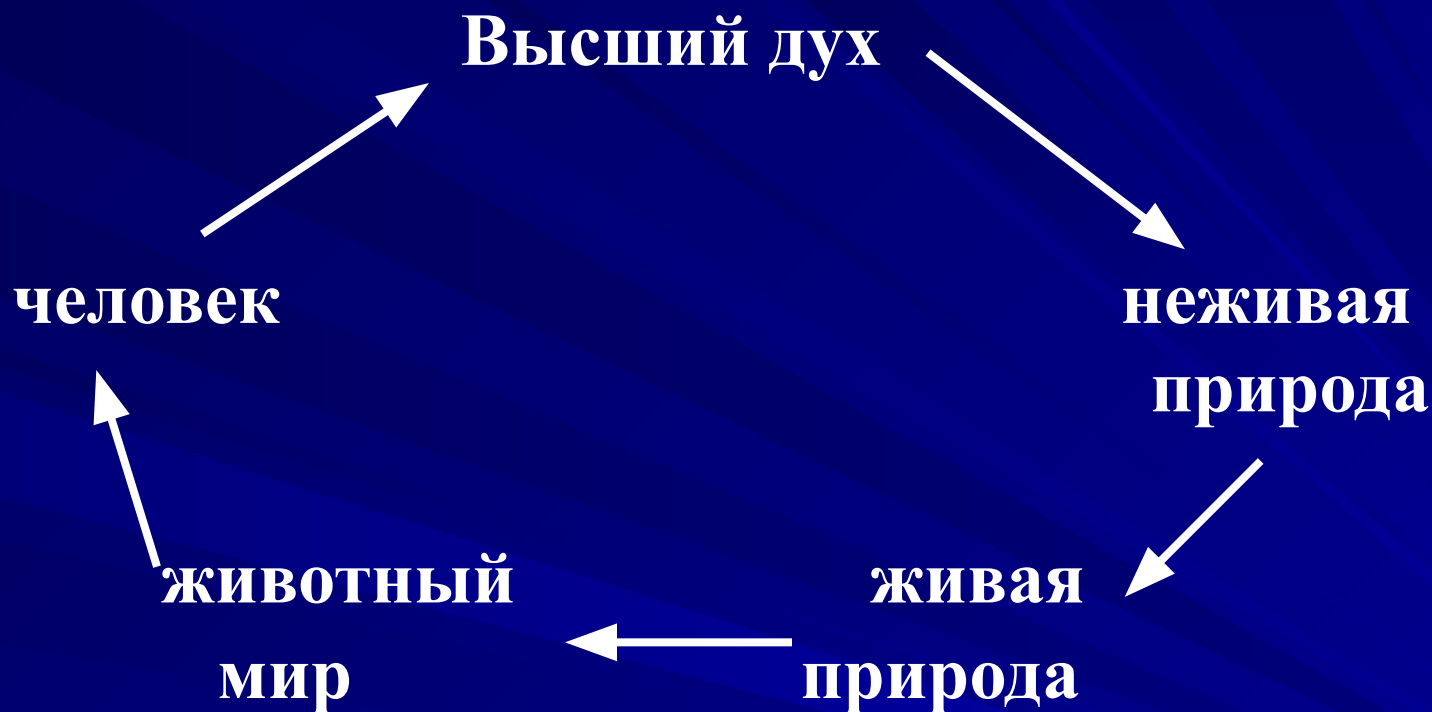 Высший дух
человек
неживая
природа
животный
мир
живая
природа